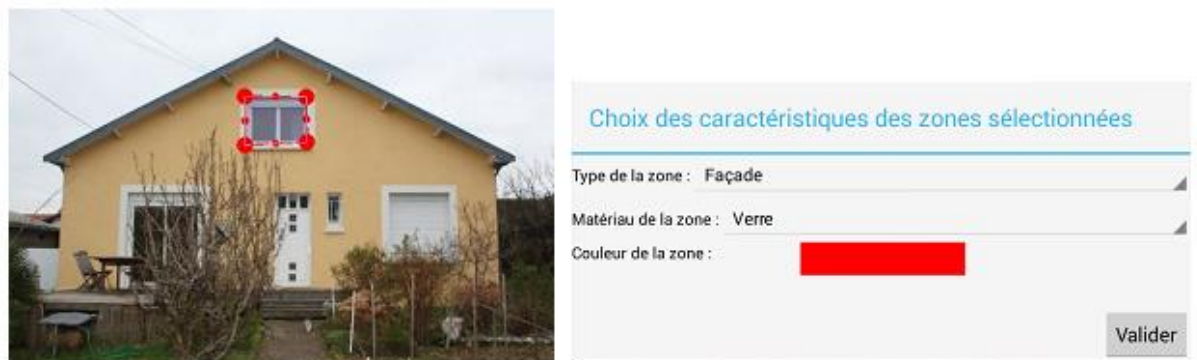 Choix des caractéristiques des zones sélectionnées
Type de la zone : Façade
Matériau de la zone : Verre
Couleur de la zone :
Valider